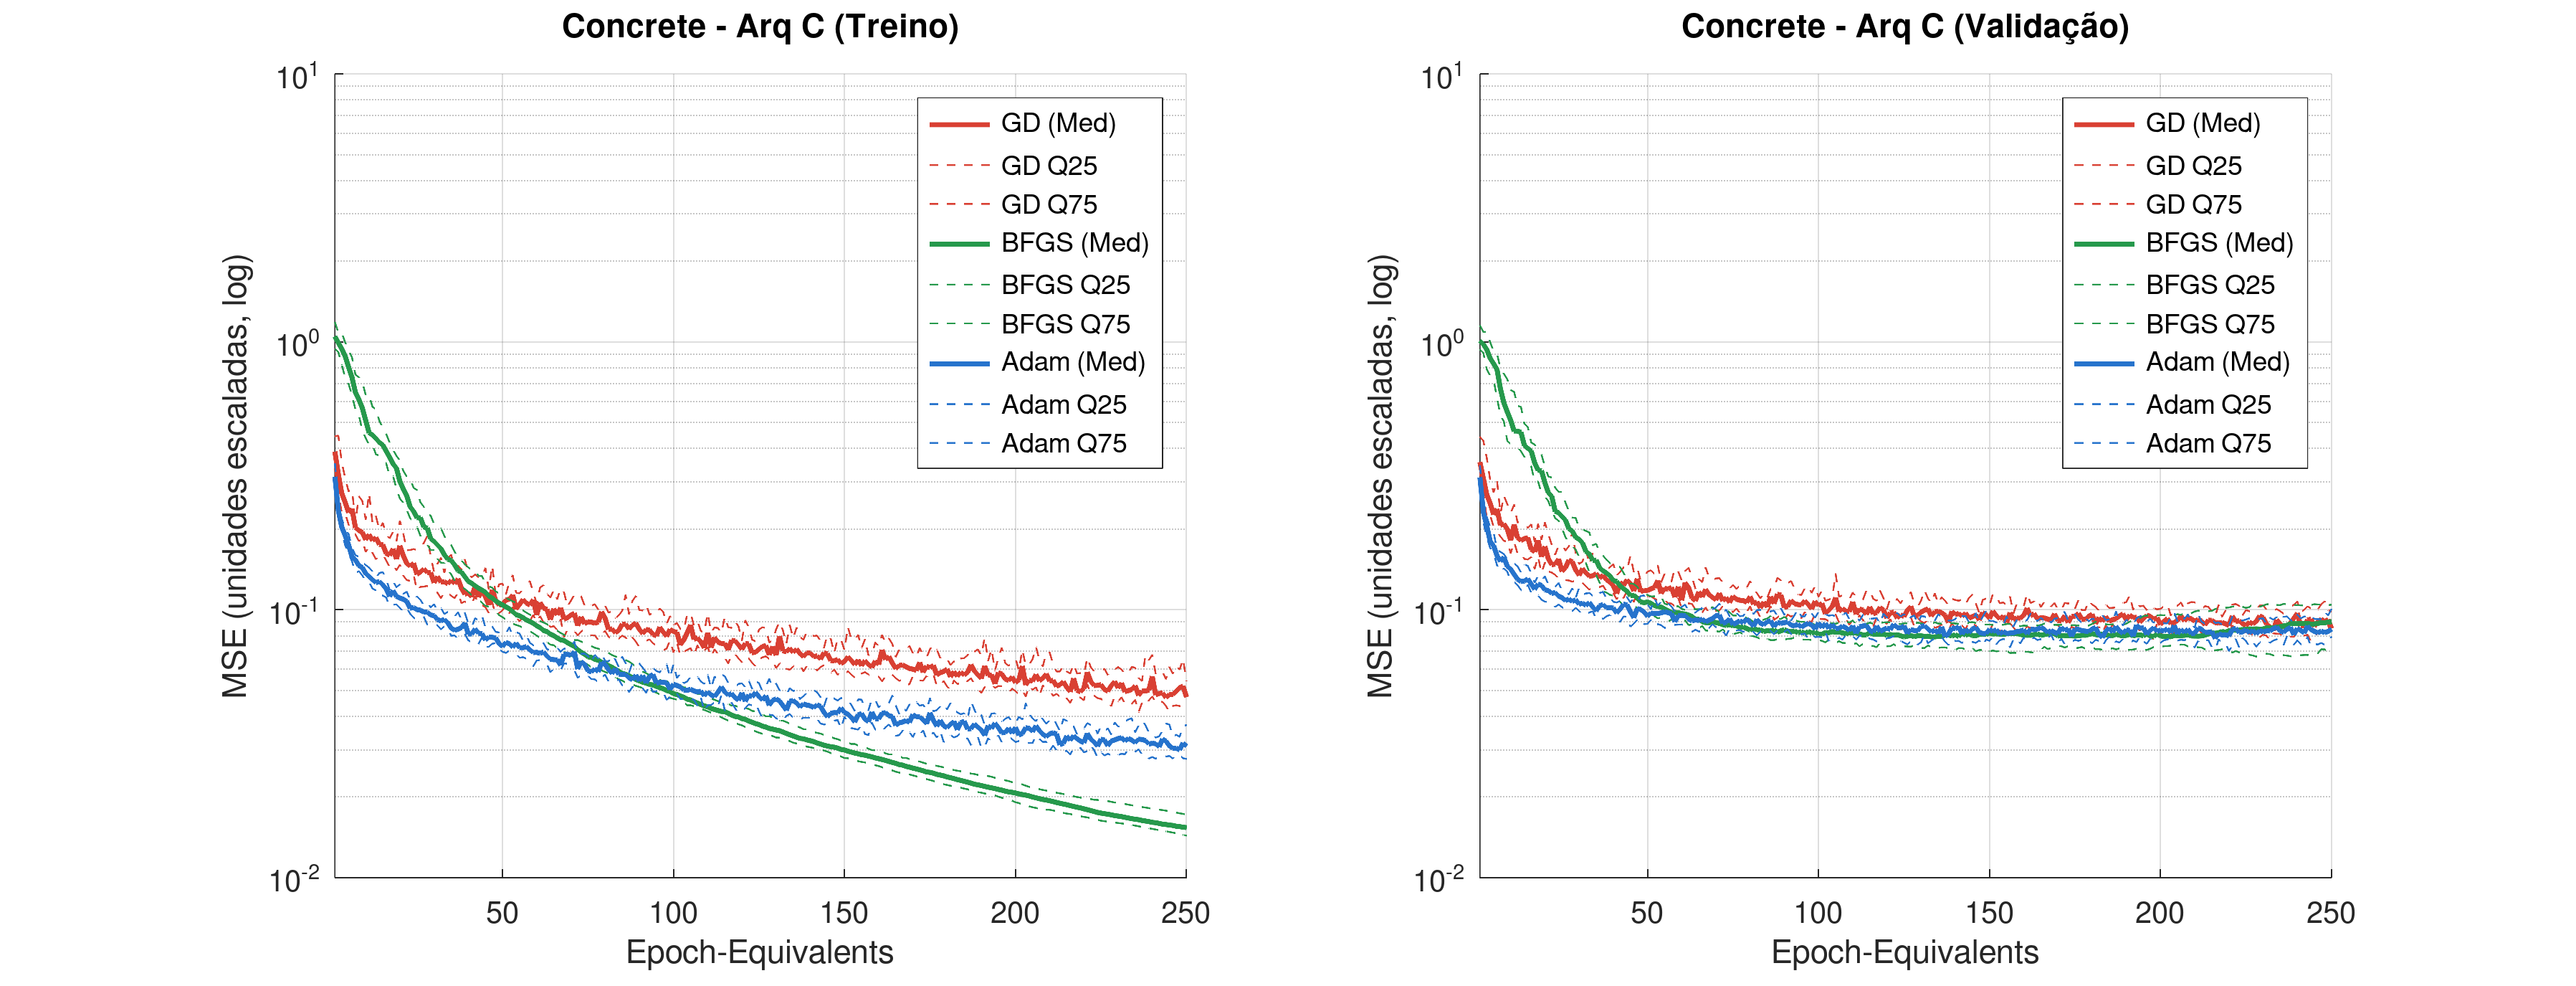 Concrete - Arq C (Treino)
MSE (unidades escaladas, log)
10^1
10^0
10^-1
10^-2
50
100
150
200
250
Epoch-Equivalents
GD (Med)
GD Q25
GD Q75
BFGS (Med)
BFGS Q25
BFGS Q75
Adam (Med)
Adam Q25
Adam Q75
Concrete - Arq C (Validação)
MSE (unidades escaladas, log)
10^1
10^0
10^-1
10^-2
50
100
150
200
250
Epoch-Equivalents
GD (Med)
GD Q25
GD Q75
BFGS (Med)
BFGS Q25
BFGS Q75
Adam (Med)
Adam Q25
Adam Q75